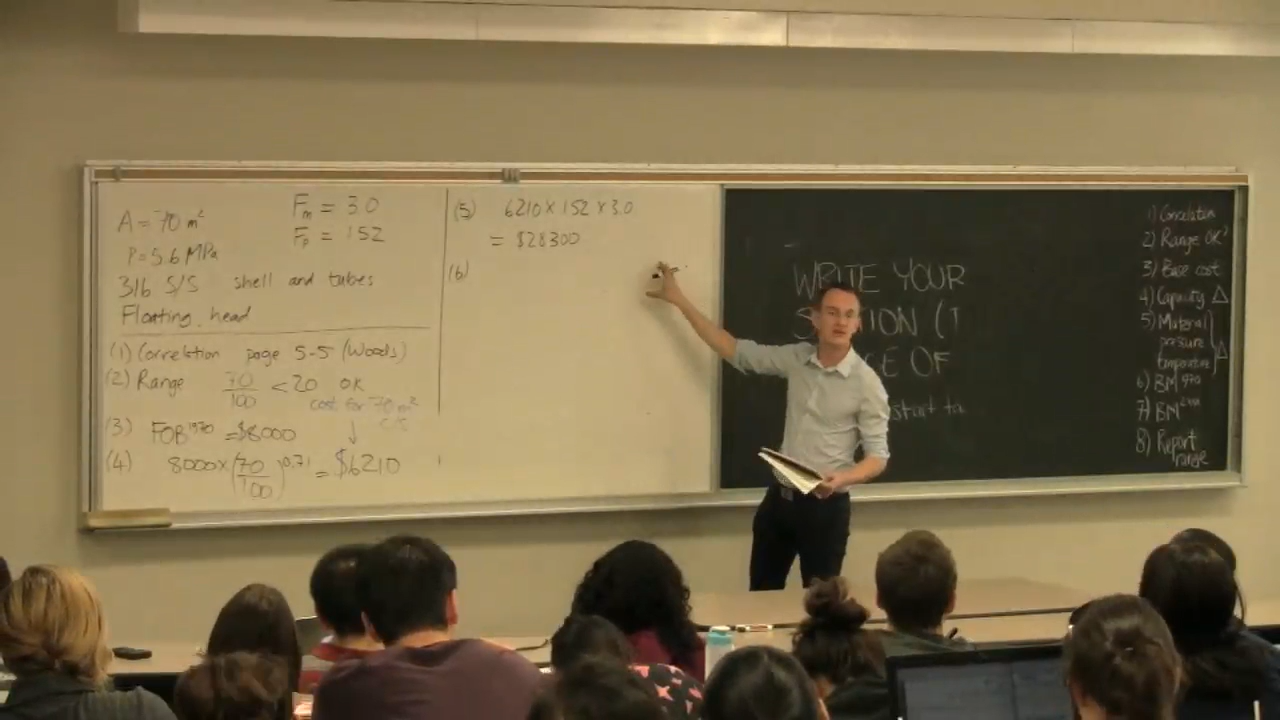 A = 70 m²
P = 5.6 MPa
316 S/S shell and tubes
Floating head
Fm = 3.0
Fp = 1.52
(1) Correlation page 5-5 (Woods)
(2) Range 70/100 < 20 OK
cost for 70 m²
C/S
(3) FOB¹⁹⁷⁰ = $8000
(4) 8000 × (70/100)^0.71 = $6210
(5) 6210 × 1.52 × 3.0
= $28300
(6)
WRITE YOUR
TION (1
GE OF
start to
1) Correlation
2) Range OK?
3) Base cost
4) Capacity Δ
5) Material
pressure
temperature } Δ
6) BM 1970
7) BM
8) Report
range